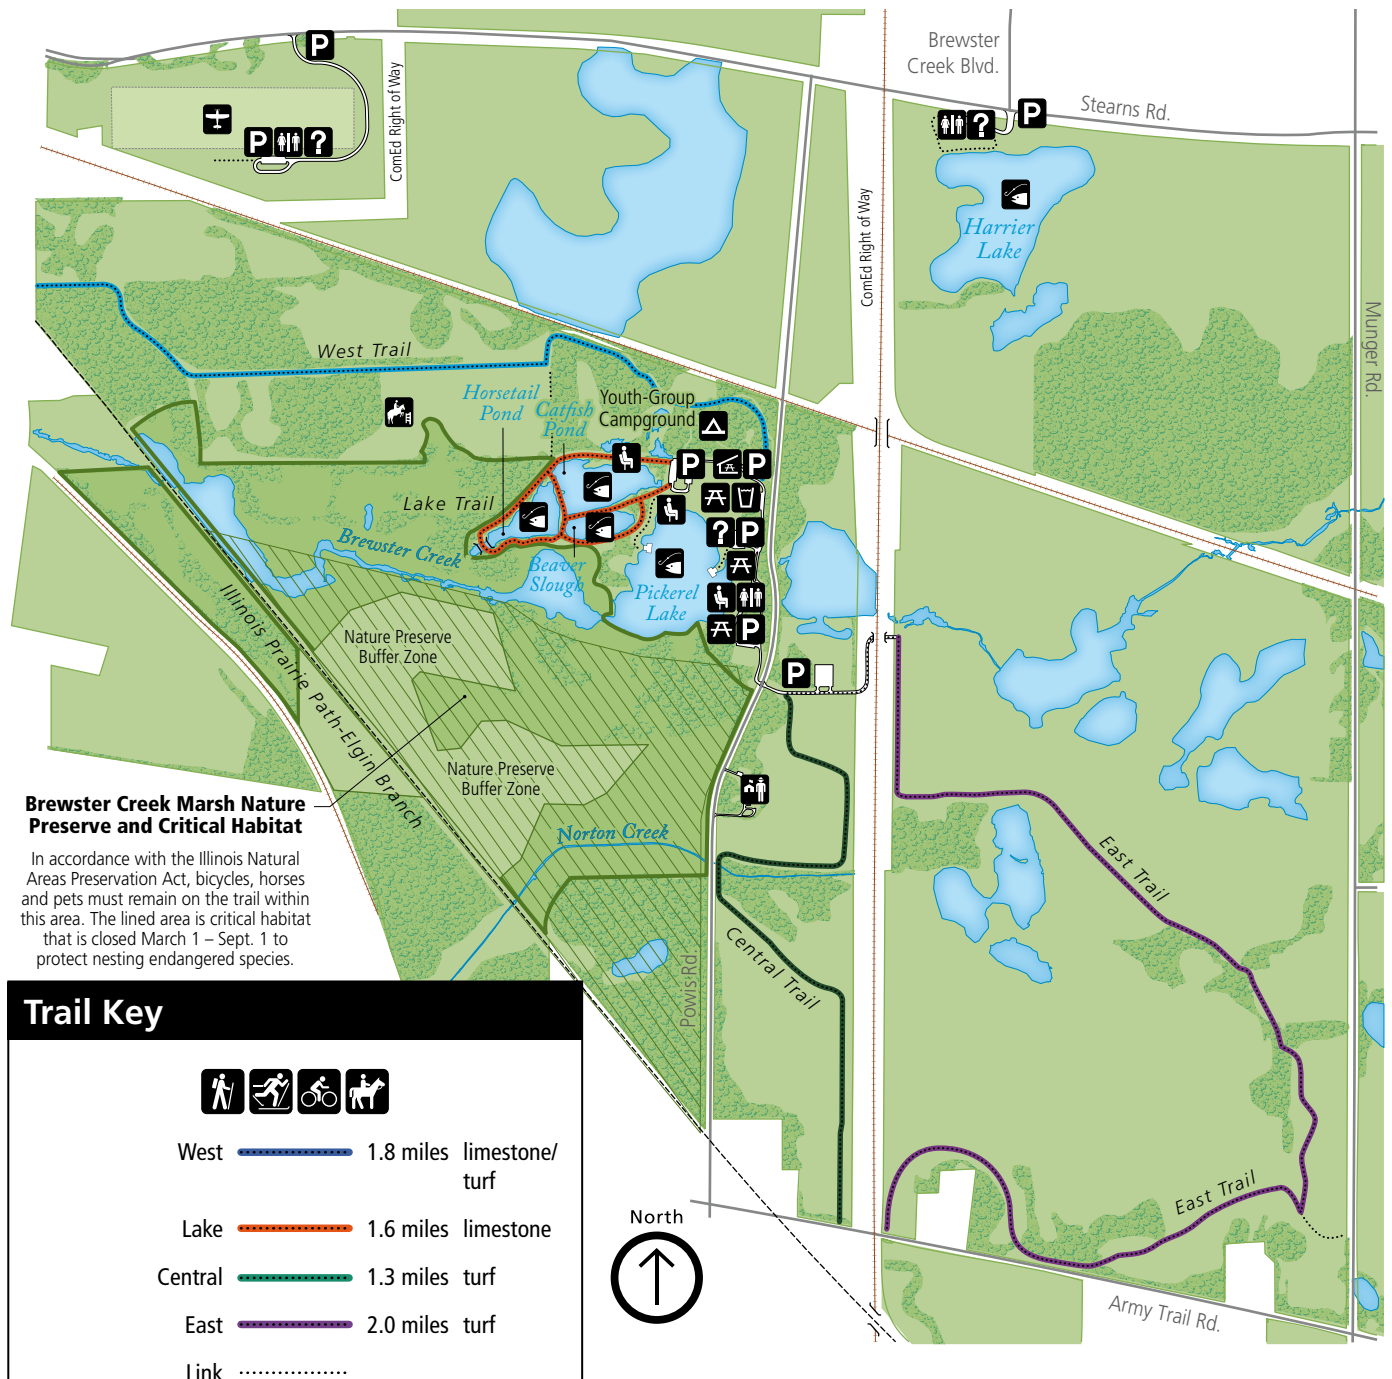 P
ComEd Right of Way
Brewster
Creek Blvd.
Stearns Rd.
P
P
?
?
P
Harrier
Lake
ComEd Right of Way
Munger Rd.
West Trail
Horsetail
Pond
Catfish
Pond
Youth-Group
Campground
P
P
Lake Trail
Brewster Creek
?
P
Beaver
Slough
Pickerel
Lake
P
P
Illinois Prairie Path-Elgin Branch
Nature Preserve
Buffer Zone
Nature Preserve
Buffer Zone
Brewster Creek Marsh Nature
Preserve and Critical Habitat
In accordance with the Illinois Natural
Areas Preservation Act, bicycles, horses
and pets must remain on the trail within
this area. The lined area is critical habitat
that is closed March 1 – Sept. 1 to
protect nesting endangered species.
Norton Creek
East Trail
Central Trail
Powis Rd.
East Trail
Army Trail Rd.
North
Trail Key
West 1.8 miles limestone/
turf
Lake 1.6 miles limestone
Central 1.3 miles turf
East 2.0 miles turf
Link